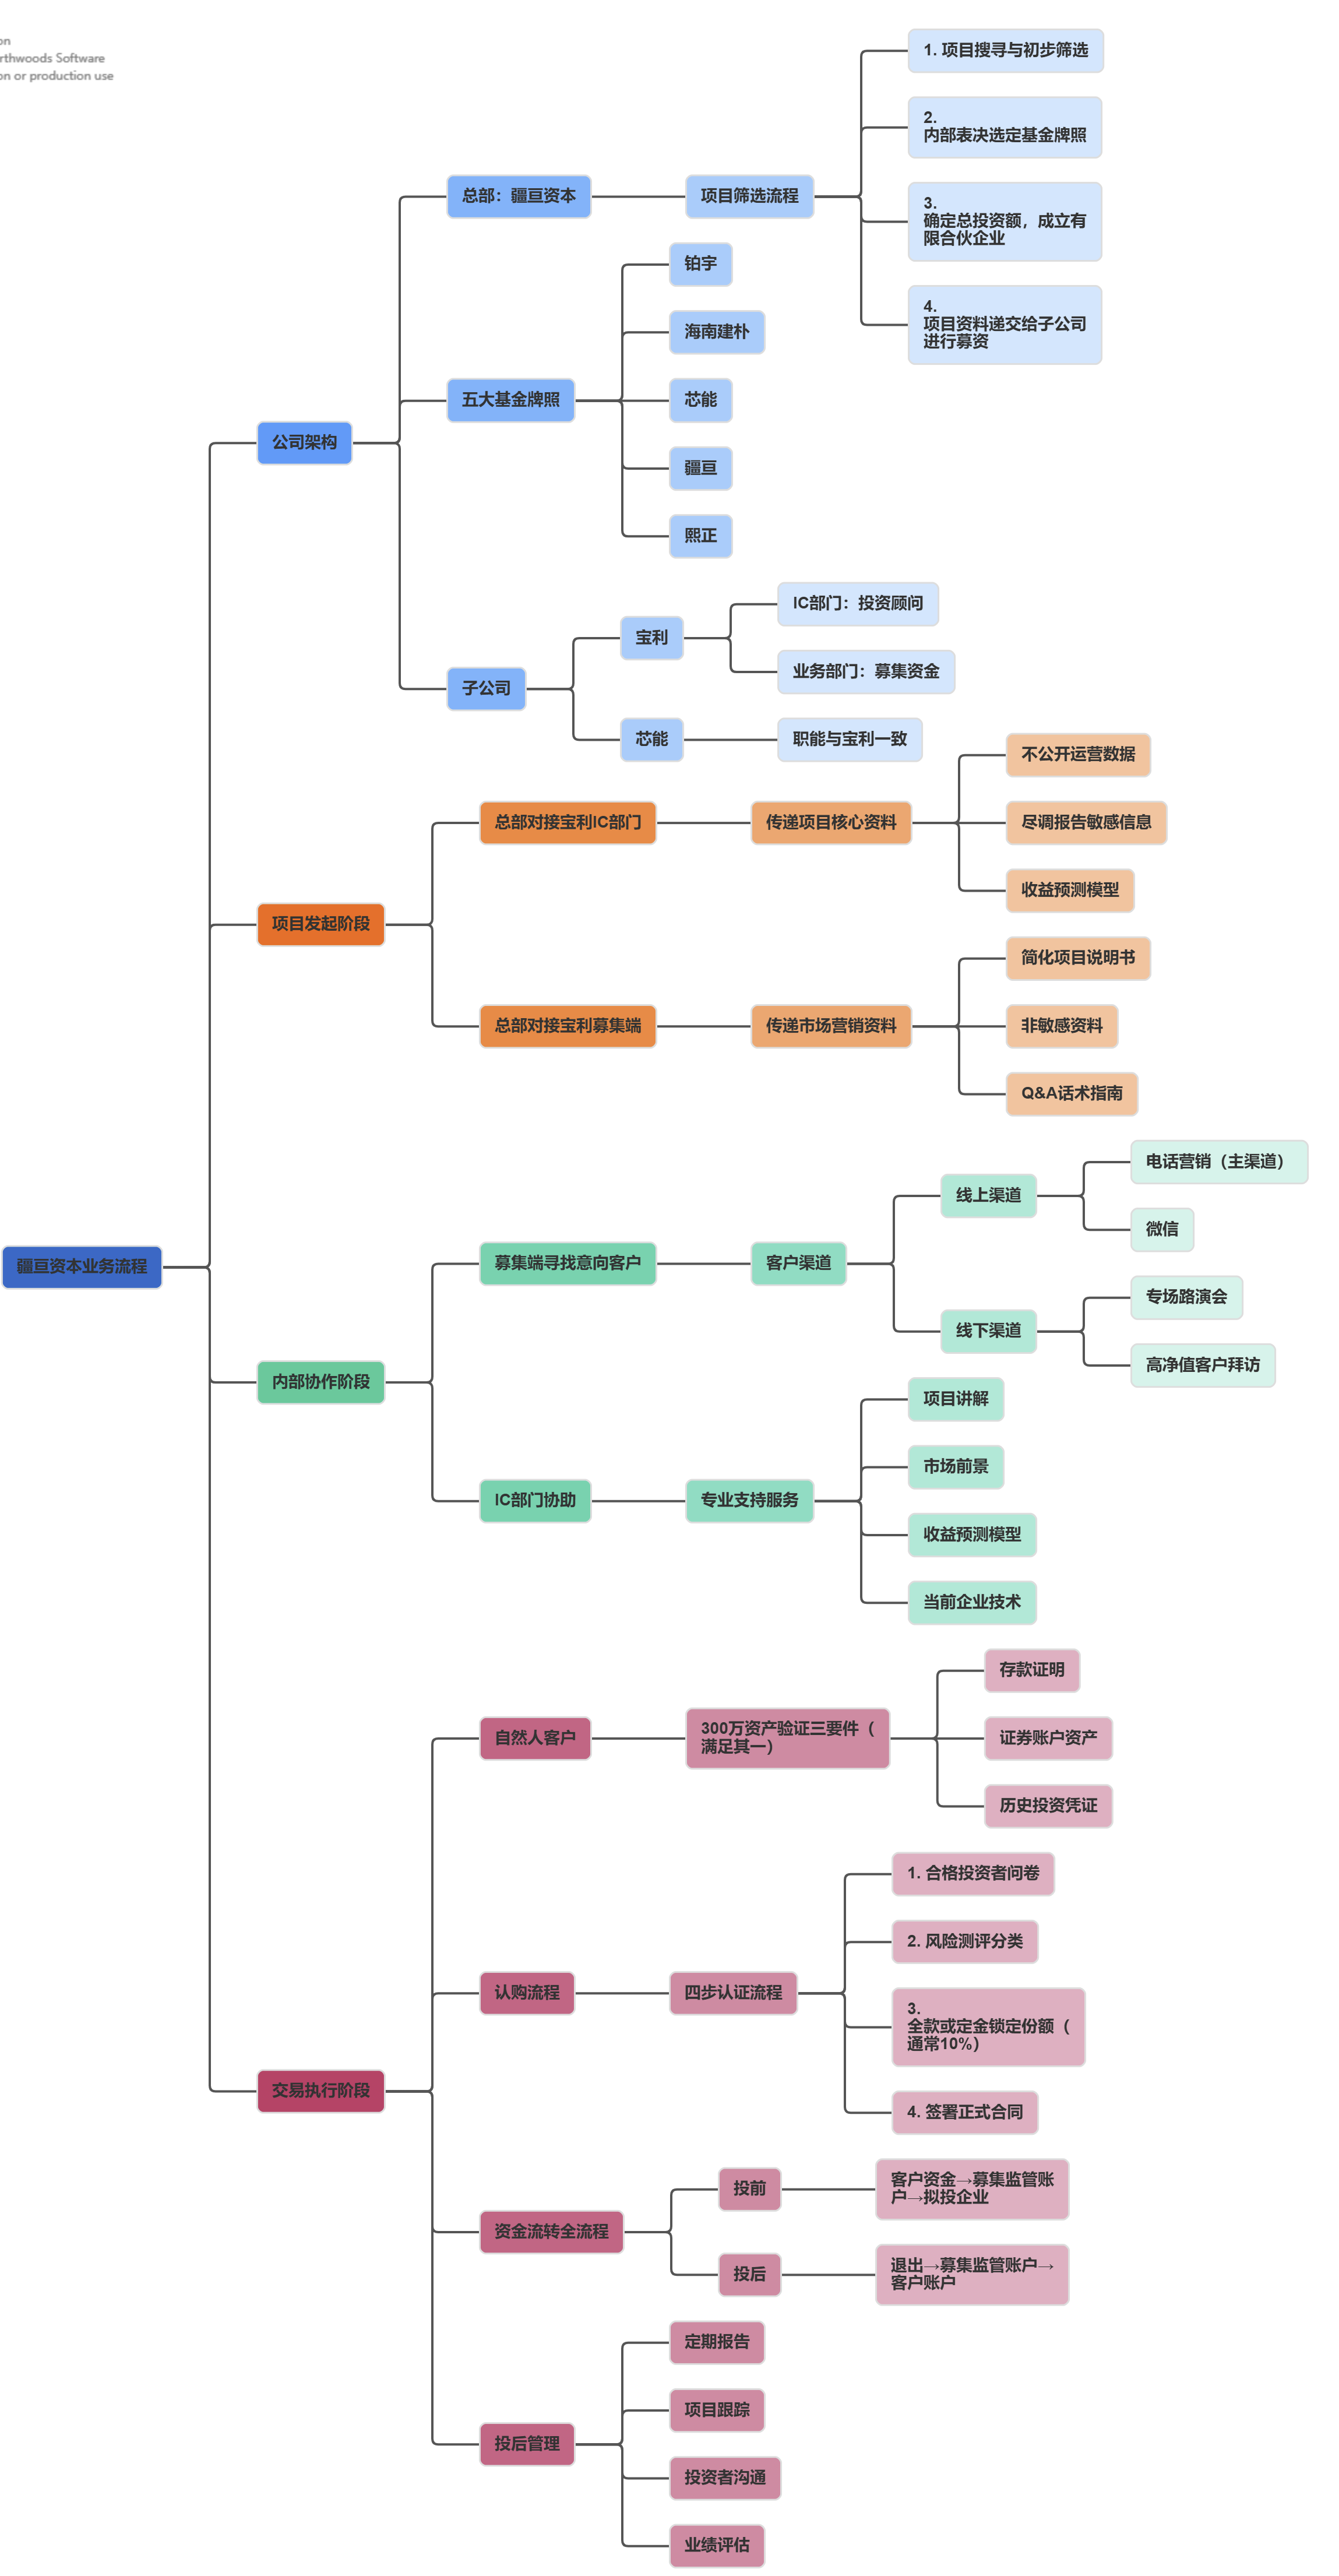 on
rthwoods Software
on or production use
疆亘资本业务流程
公司架构
总部：疆亘资本
项目筛选流程
1. 项目搜寻与初步筛选
2.
内部表决选定基金牌照
3.
确定总投资额，成立有
限合伙企业
4.
项目资料递交给子公司
进行募资
五大基金牌照
铂宇
海南建朴
芯能
疆亘
熙正
子公司
宝利
IC部门：投资顾问
业务部门：募集资金
芯能
职能与宝利一致
项目发起阶段
总部对接宝利IC部门
传递项目核心资料
不公开运营数据
尽调报告敏感信息
收益预测模型
总部对接宝利募集端
传递市场营销资料
简化项目说明书
非敏感资料
Q&A话术指南
内部协作阶段
募集端寻找意向客户
客户渠道
线上渠道
电话营销（主渠道）
微信
线下渠道
专场路演会
高净值客户拜访
IC部门协助
专业支持服务
项目讲解
市场前景
收益预测模型
当前企业技术
交易执行阶段
自然人客户
300万资产验证三要件（
满足其一）
存款证明
证券账户资产
历史投资凭证
认购流程
四步认证流程
1. 合格投资者问卷
2. 风险测评分类
3.
全款或定金锁定份额（
通常10%）
4. 签署正式合同
资金流转全流程
投前
客户资金→募集监管账
户→拟投企业
投后
退出→募集监管账户→
客户账户
投后管理
定期报告
项目跟踪
投资者沟通
业绩评估